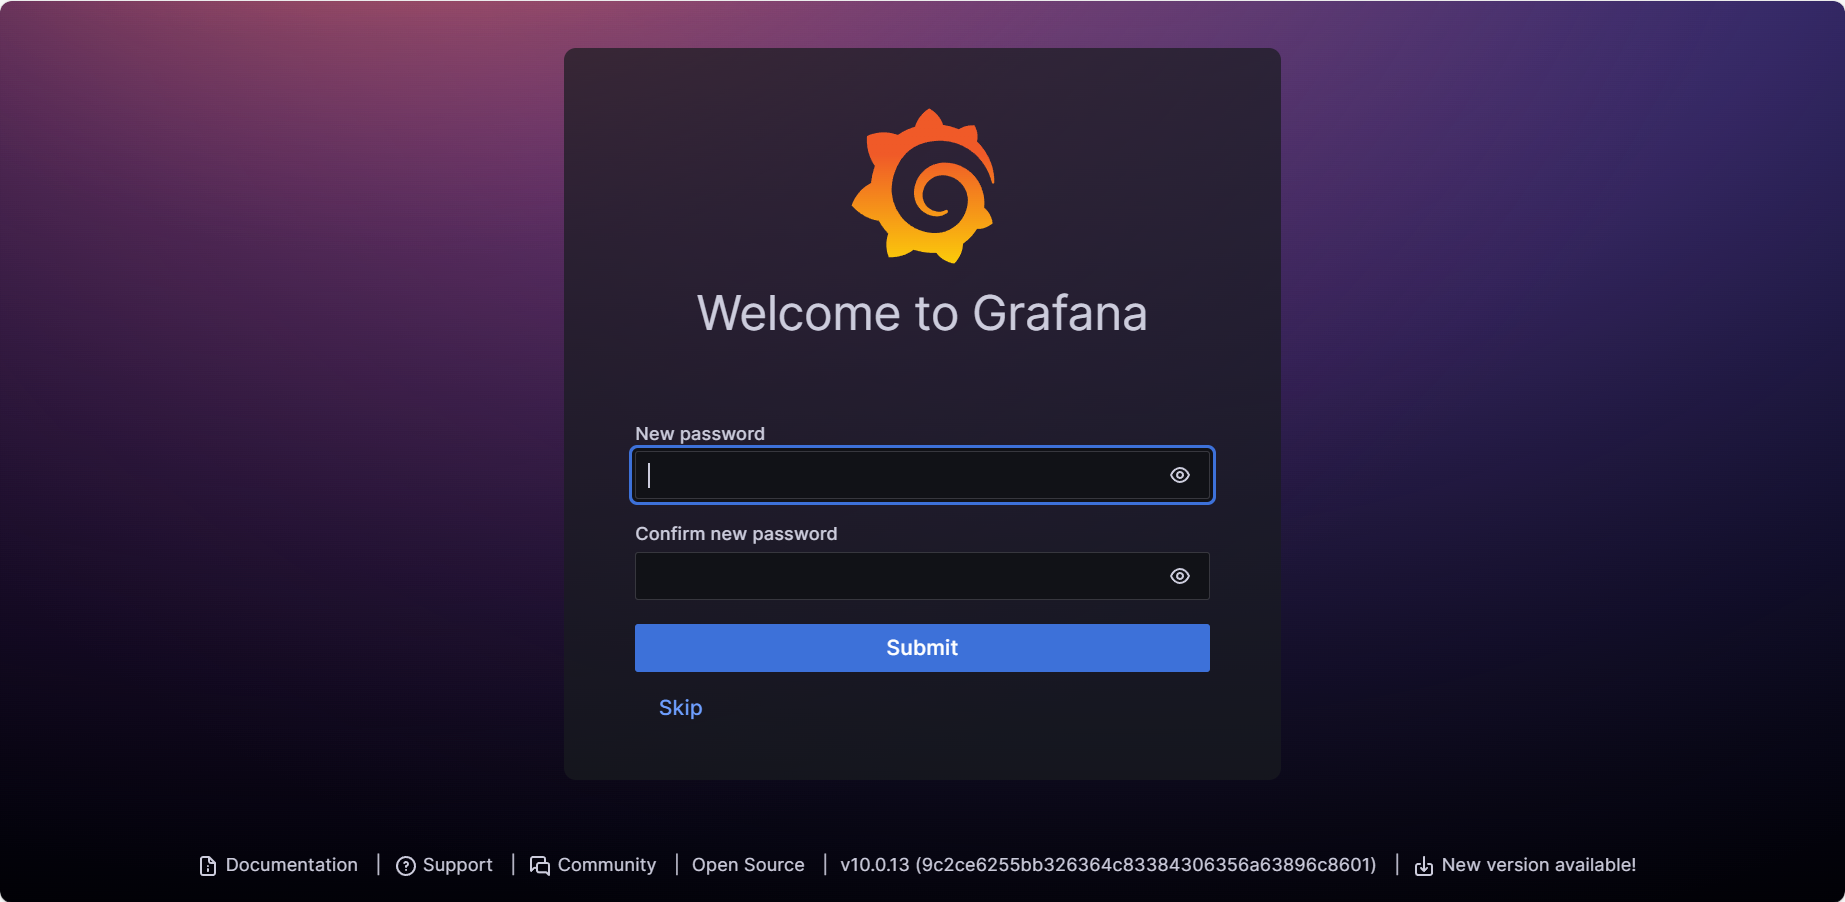 Welcome to Grafana
New password
Confirm new password
Submit
Skip
Documentation | Support | Community | Open Source | v10.0.13 (9c2ce6255bb326364c83384306356a63896c8601) | New version available!